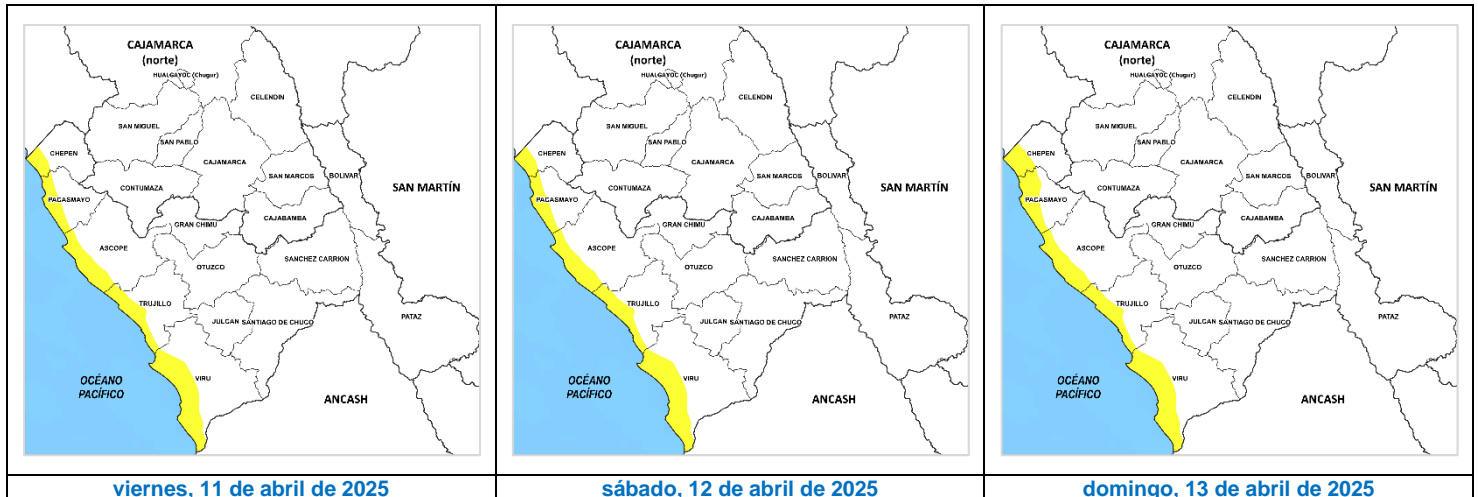 CAJAMARCA
(norte)
HUALGAYOC (Chugur)
CELENDIN
SAN MIGUEL
SAN PABLO
CHEPEN
CAJAMARCA
SAN MARCOS
BOLIVAR
SAN MARTÍN
CONTUMAZA
PACASMAYO
CAJABAMBA
GRAN CHIMU
ASCOPE
SANCHEZ CARRION
OTUZCO
TRUJILLO
PATAZ
JULCAN
SANTIAGO DE CHUCO
VIRU
OCÉANO
PACÍFICO
ANCASH
viernes, 11 de abril de 2025
CAJAMARCA
(norte)
HUALGAYOC (Chugur)
CELENDIN
SAN MIGUEL
SAN PABLO
CHEPEN
CAJAMARCA
SAN MARCOS
BOLIVAR
SAN MARTÍN
CONTUMAZA
PACASMAYO
CAJABAMBA
GRAN CHIMU
ASCOPE
SANCHEZ CARRION
OTUZCO
TRUJILLO
PATAZ
JULCAN
SANTIAGO DE CHUCO
VIRU
OCÉANO
PACÍFICO
ANCASH
sábado, 12 de abril de 2025
CAJAMARCA
(norte)
HUALGAYOC (Chugur)
CELENDIN
SAN MIGUEL
SAN PABLO
CHEPEN
CAJAMARCA
SAN MARCOS
BOLIVAR
SAN MARTÍN
CONTUMAZA
PACASMAYO
CAJABAMBA
GRAN CHIMU
ASCOPE
SANCHEZ CARRION
OTUZCO
TRUJILLO
PATAZ
JULCAN
SANTIAGO DE CHUCO
VIRU
OCÉANO
PACÍFICO
ANCASH
domingo, 13 de abril de 2025